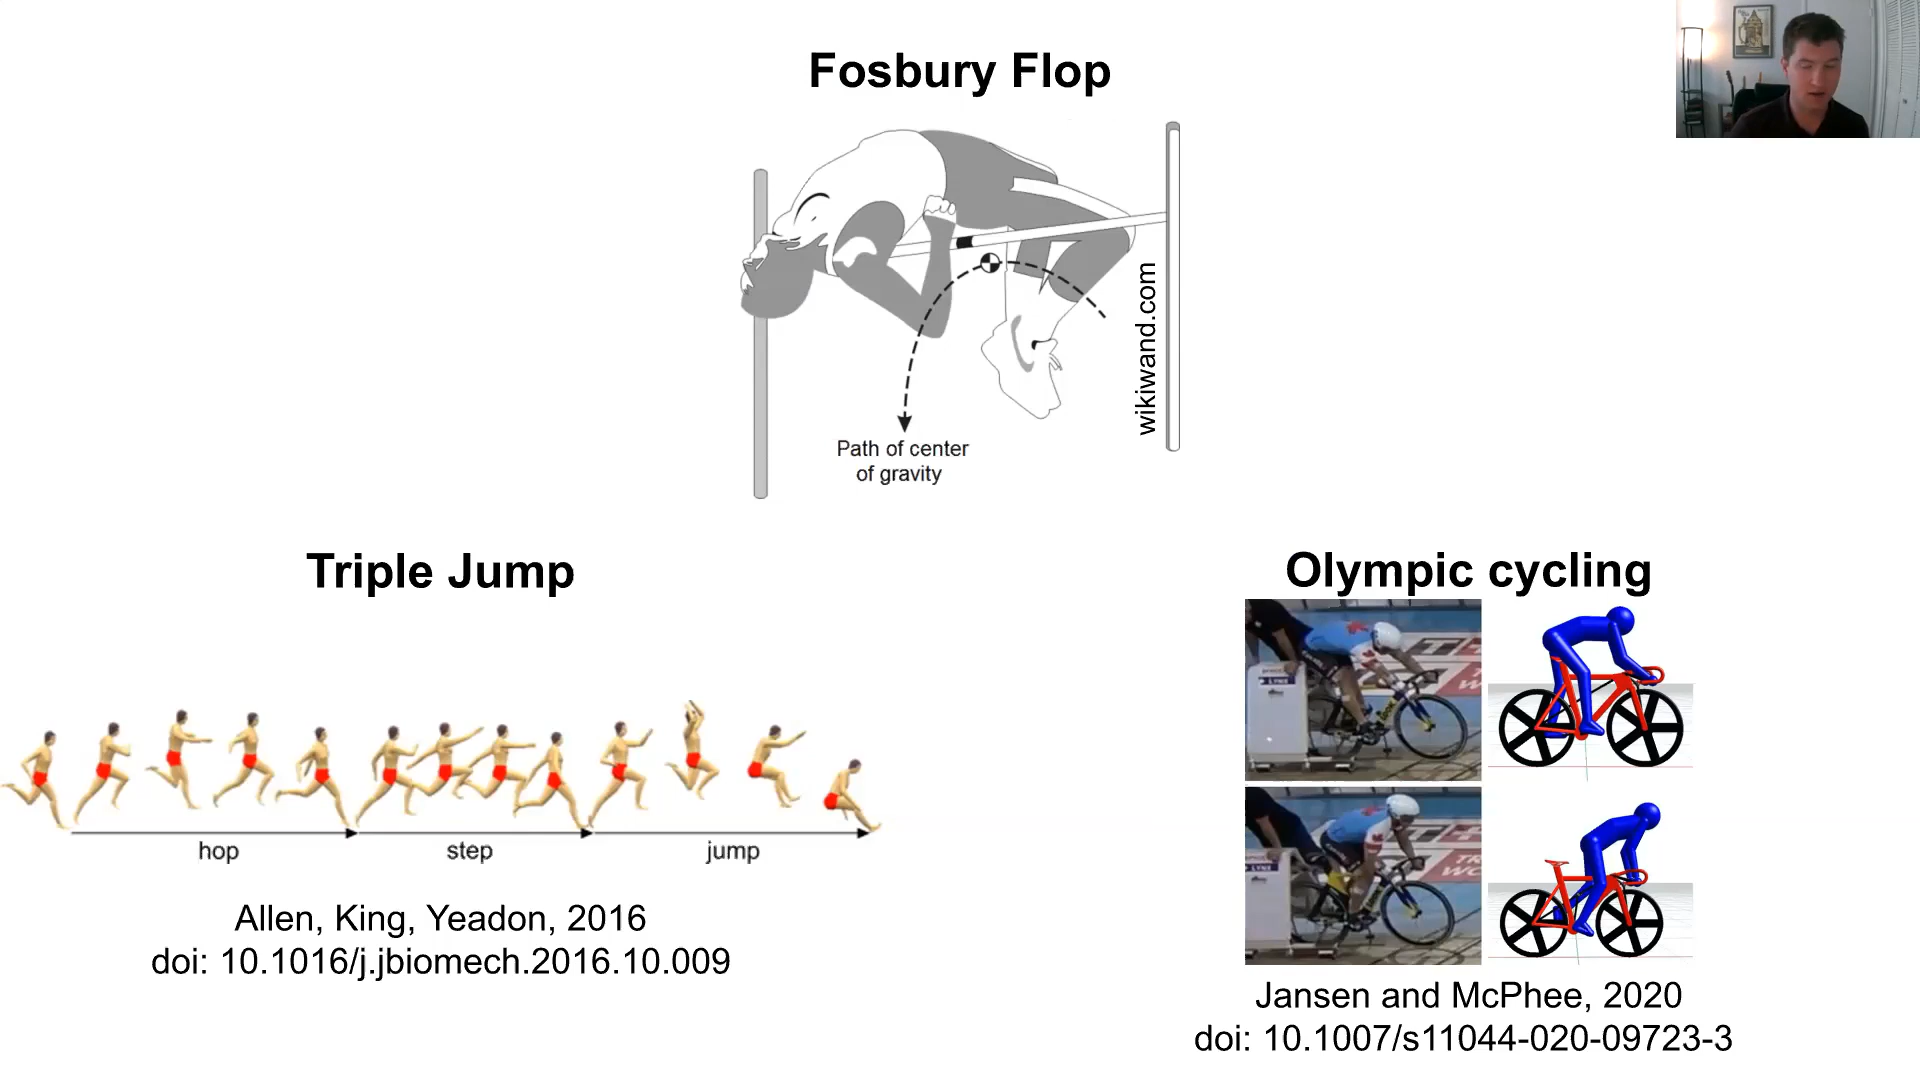 Fosbury Flop
wikiwand.com
Path of center
of gravity
Triple Jump
hop step jump
Allen, King, Yeadon, 2016
doi: 10.1016/j.jbiomech.2016.10.009
Olympic cycling
LYNX
LYNX
Jansen and McPhee, 2020
doi: 10.1007/s11044-020-09723-3